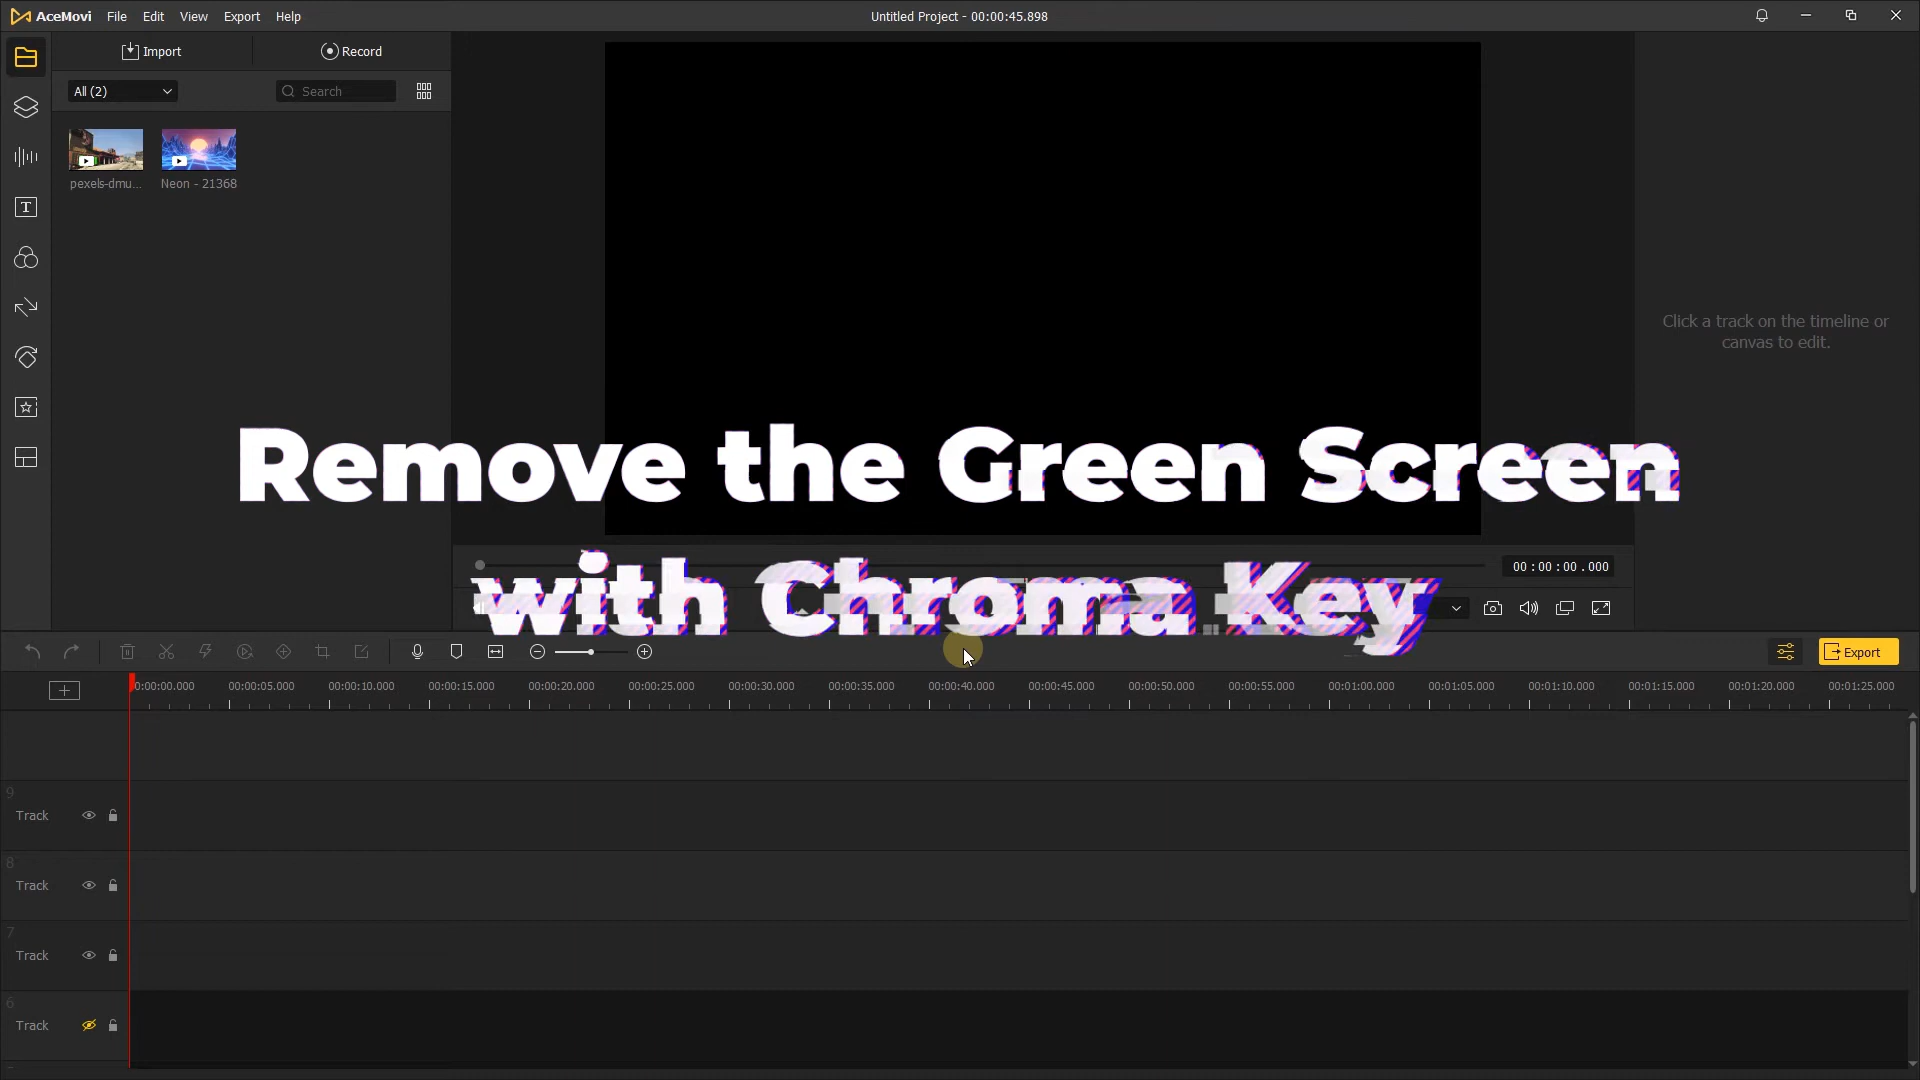 AceMovi File Edit View Export Help
Untitled Project - 00:00:45.898
Import
Record
All (2)
Search
pexels-dmu...
Neon - 21368
T
Click a track on the timeline or
canvas to edit.
Remove the Green Screen
with Chroma Key
00 : 00 : 00 .000
Export
0:00:00.000 00:00:05.000 00:00:10.000 00:00:15.000 00:00:20.000 00:00:25.000 00:00:30.000 00:00:35.000 00:00:40.000 00:00:45.000 00:00:50.000 00:00:55.000 00:01:00.000 00:01:05.000 00:01:10.000 00:01:15.000 00:01:20.000 00:01:25.000
9
Track
8
Track
7
Track
6
Track